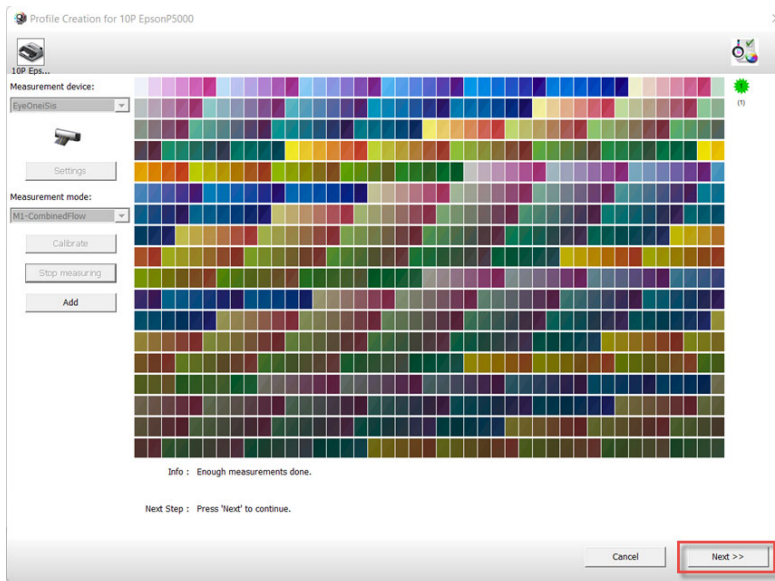 Profile Creation for 10P EpsonP5000
10P Eps...
Measurement device:
EyeOneiSis
(1)
Settings
Measurement mode:
M1-CombinedFlow
Calibrate
Stop measuring
Add
Info : Enough measurements done.
Next Step : Press 'Next' to continue.
Cancel
Next >>